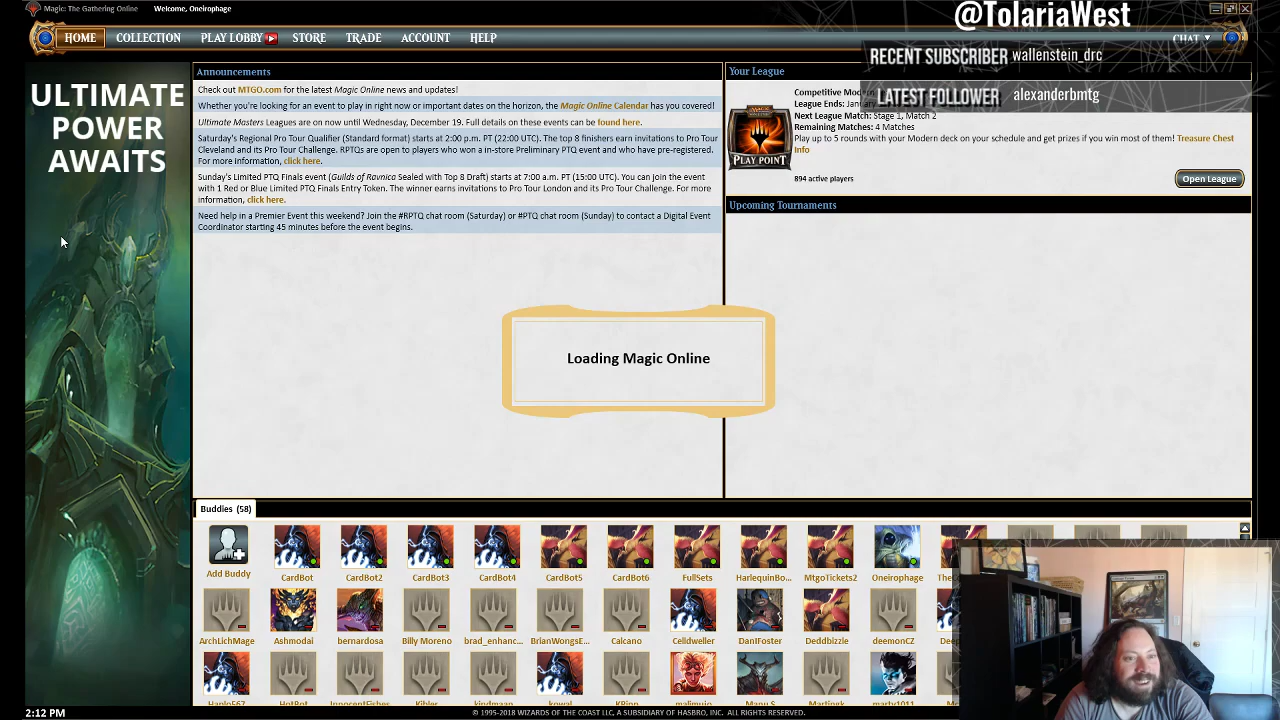 Magic: The Gathering Online
Welcome, Oneirophage
@TolariaWest
HOME
COLLECTION
PLAY LOBBY
STORE
TRADE
ACCOUNT
HELP
CHAT
RECENT SUBSCRIBER wallenstein_drc
LATEST FOLLOWER alexanderbmtg
ULTIMATE
POWER
AWAITS
Announcements
Check out MTGO.com for the latest Magic Online news and updates!
Whether you're looking for an event to play in right now or important dates on the horizon, the Magic Online Calendar has you covered!
Ultimate Masters Leagues are on now until Wednesday, December 19. Full details on these events can be found here.
Saturday's Regional Pro Tour Qualifier (Standard format) starts at 2:00 p.m. PT (22:00 UTC). The top 8 finishers earn invitations to Pro Tour
Cleveland and its Pro Tour Challenge. RPTQs are open to players who won a in-store Preliminary PTQ event and who have pre-registered.
For more information, click here.
Sunday's Limited PTQ Finals event (Guilds of Ravnica Sealed with Top 8 Draft) starts at 7:00 a.m. PT (15:00 UTC). You can join the event
with 1 Red or Blue Limited PTQ Finals Entry Token. The winner earns invitations to Pro Tour London and its Pro Tour Challenge. For more
information, click here.
Need help in a Premier Event this weekend? Join the #RPTQ chat room (Saturday) or #PTQ chat room (Sunday) to contact a Digital Event
Coordinator starting 45 minutes before the event begins.
Your League
PLAY POINT
Competitive
League Ends:
Next League Match: Stage 1, Match 2
Remaining Matches: 4 Matches
Play up to 5 rounds with your Modern deck on your schedule and get prizes if you win most of them! Treasure Chest
Info
894 active players
Open League
Upcoming Tournaments
Loading Magic Online
Buddies (58)
Add Buddy
CardBot
CardBot2
CardBot3
CardBot4
CardBot5
CardBot6
FullSets
HarlequinBo...
MtgoTickets2
Oneirophage
ArchLichMage
Ashmodai
bernardosa
Billy Moreno
brad_enhanc...
BrianWongsE...
Calcano
Celldweller
DanIFoster
Deddbizzle
deemonCZ
HotBot
InnocentFishes
Kibler
kindmaan
kowal
Manu S
Martingk
marty1011
2:12 PM
© 1995-2018 WIZARDS OF THE COAST LLC, A SUBSIDIARY OF HASBRO, INC. ALL RIGHTS RESERVED.